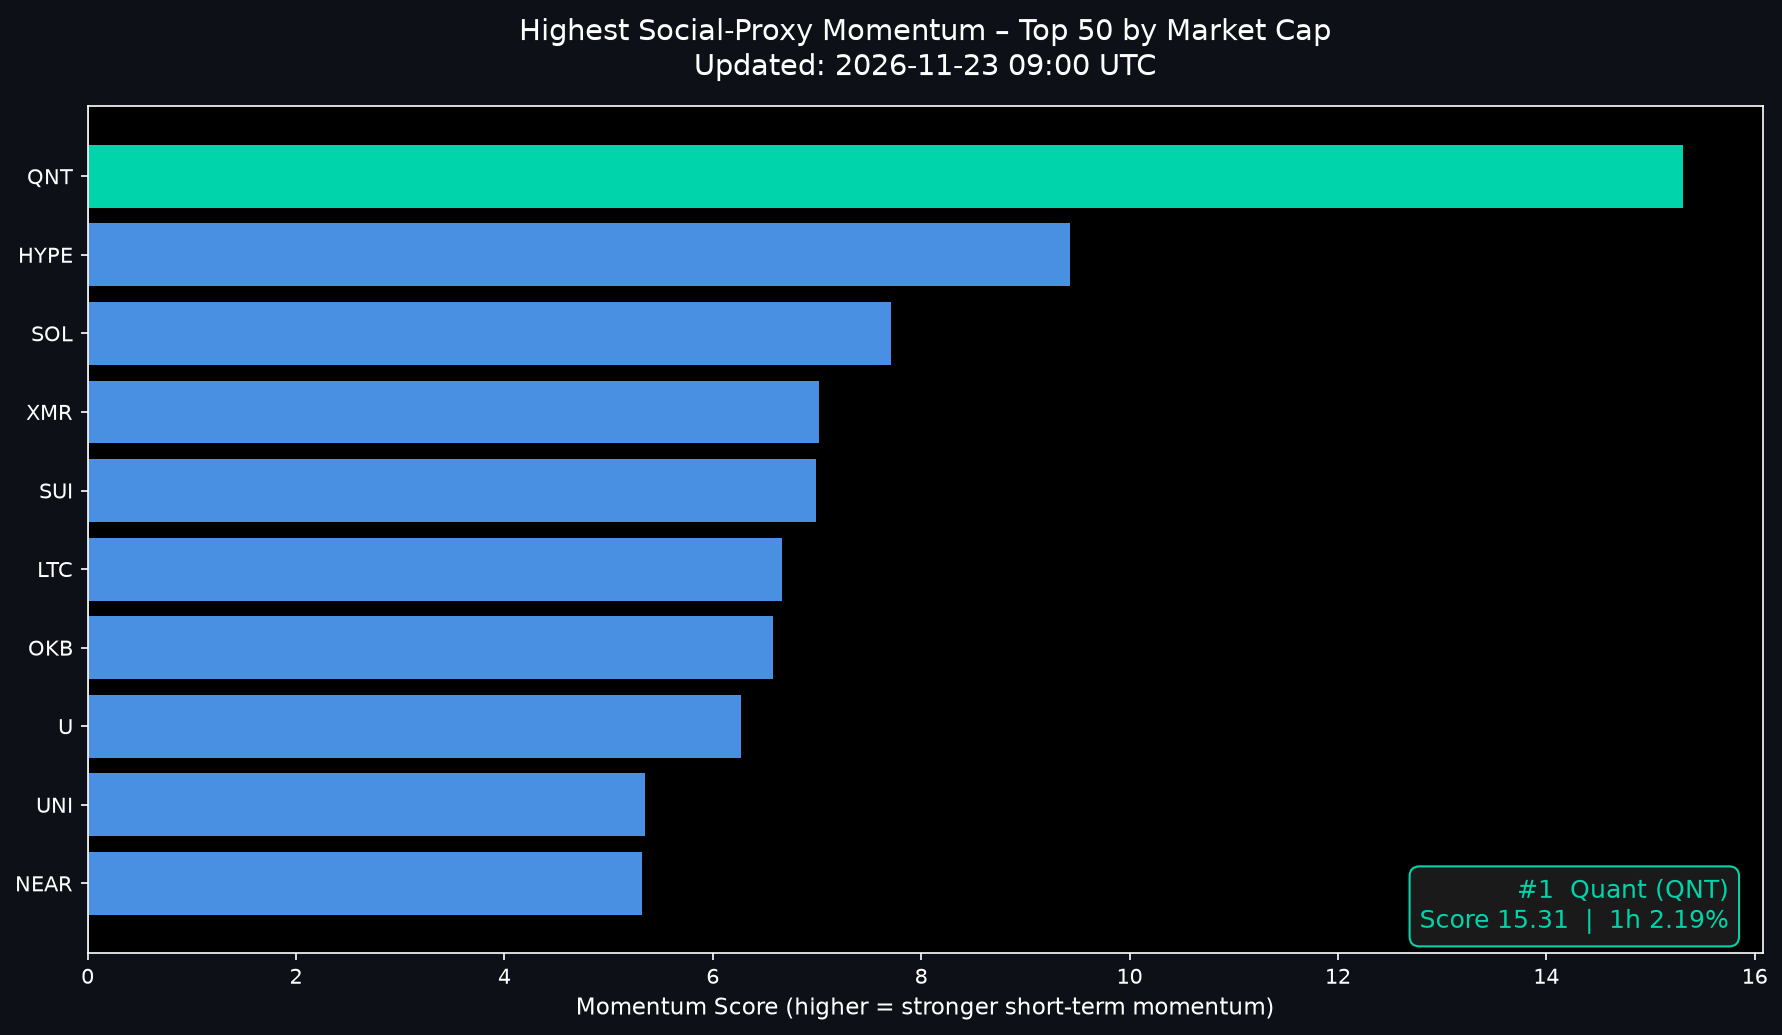 Highest Social-Proxy Momentum – Top 50 by Market Cap
Updated: 2026-11-23 09:00 UTC
QNT
HYPE
SOL
XMR
SUI
LTC
OKB
U
UNI
NEAR
#1 Quant (QNT)
Score 15.31 | 1h 2.19%
0 2 4 6 8 10 12 14 16
Momentum Score (higher = stronger short-term momentum)